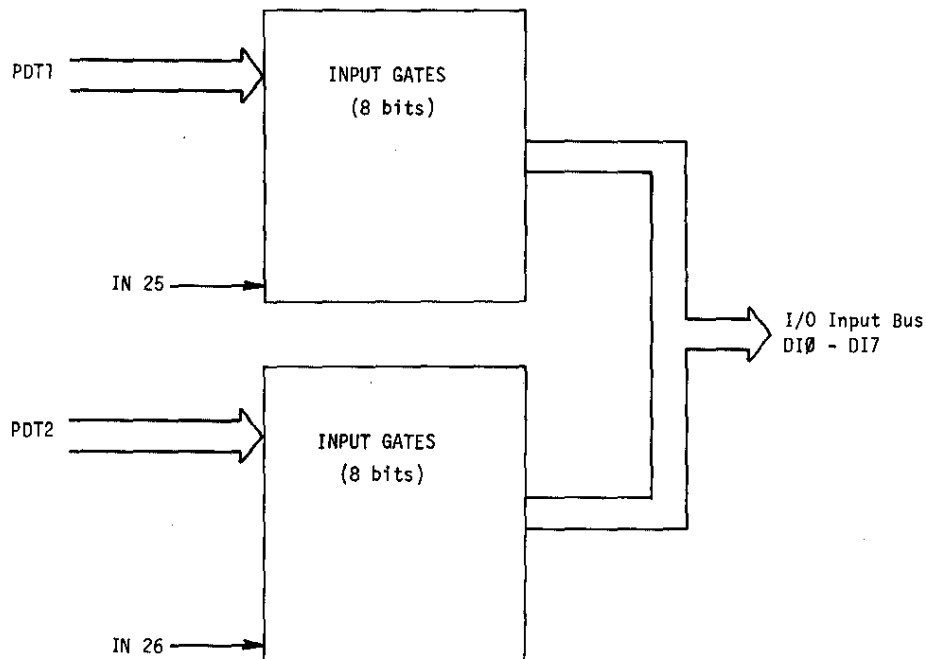 PDT1
INPUT GATES
(8 bits)
IN 25
I/O Input Bus
DIØ - DI7
PDT2
INPUT GATES
(8 bits)
IN 26